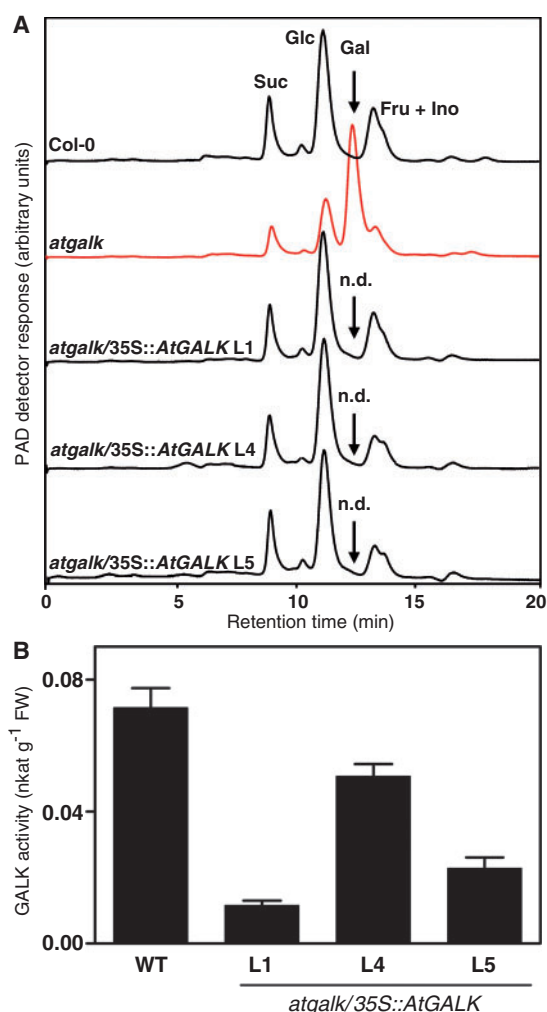 A
PAD detector response (arbitrary units)
Suc
Glc
Gal
Fru + Ino
Col-0
atgalk
n.d.
atgalk/35S::AtGALK L1
n.d.
atgalk/35S::AtGALK L4
n.d.
atgalk/35S::AtGALK L5
0 5 10 15 20
Retention time (min)
B
GALK activity (nkat g⁻¹ FW)
0.08
0.04
0.00
WT L1 L4 L5
atgalk/35S::AtGALK